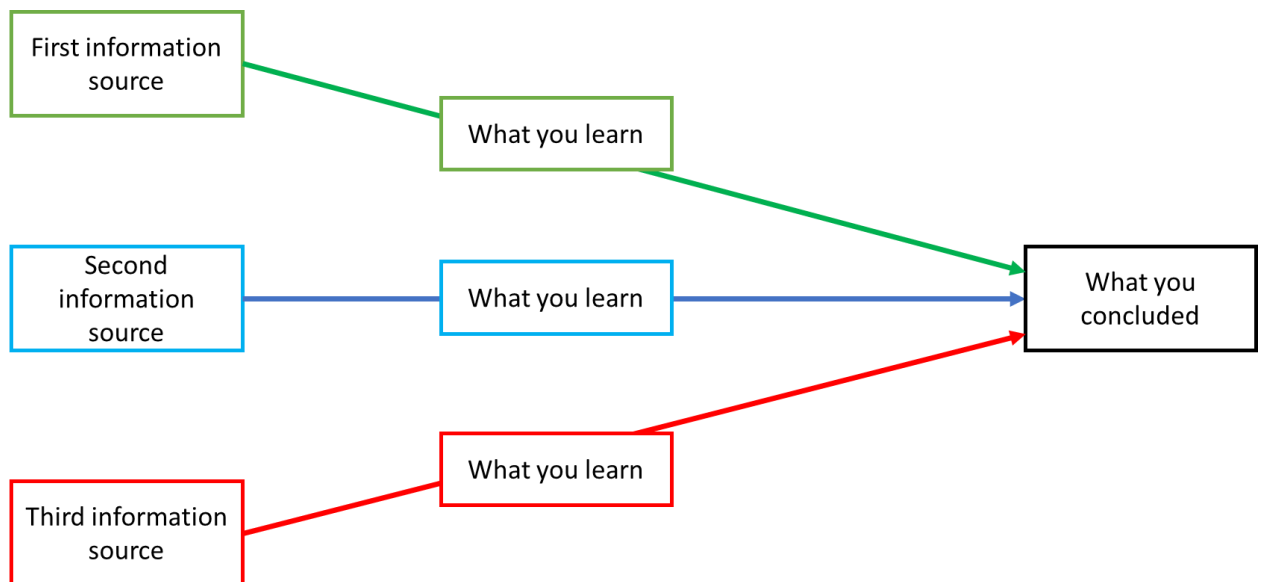 First information
source
What you learn
Second
information
source
What you learn
What you
concluded
What you learn
Third information
source